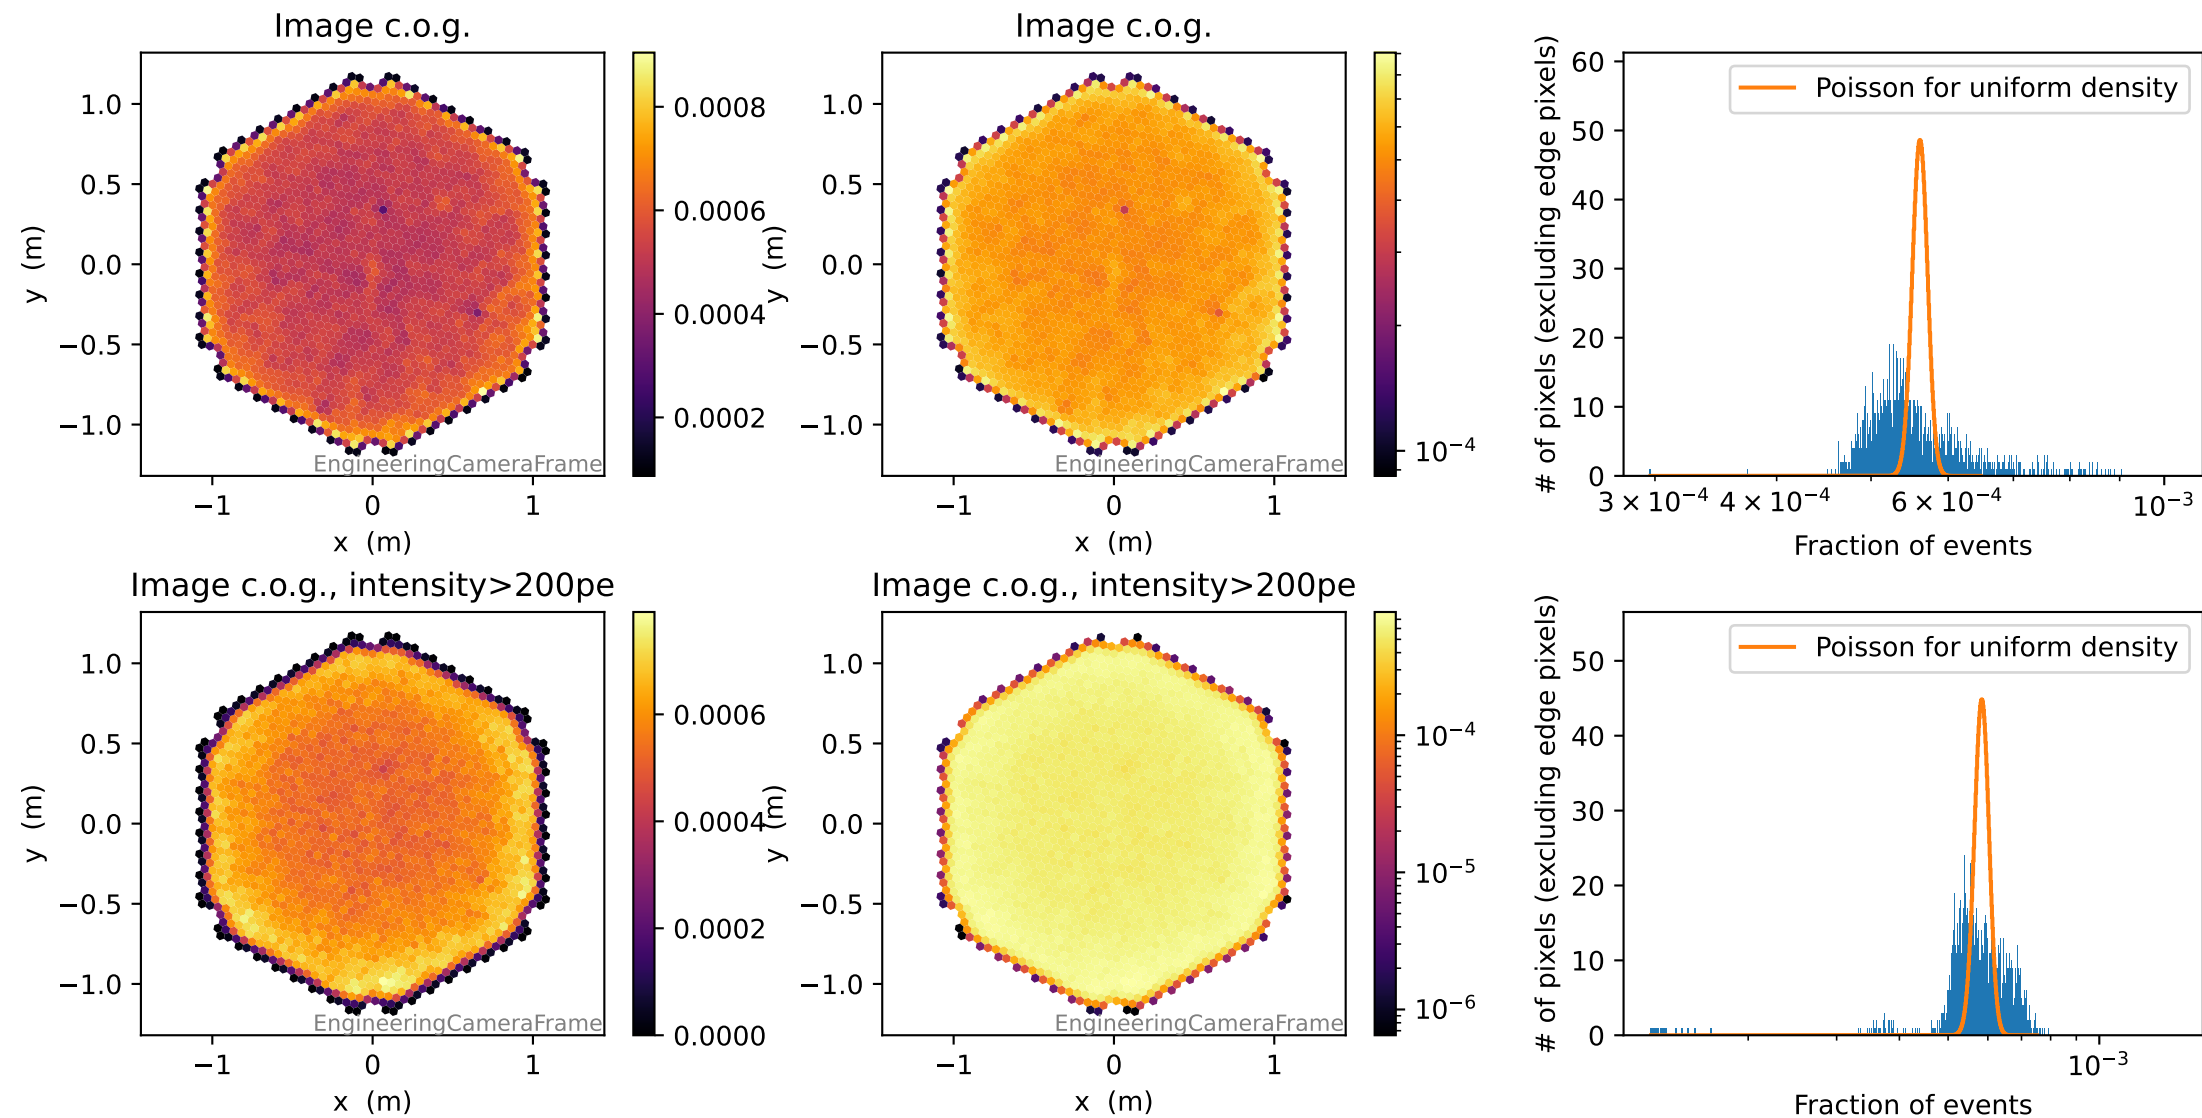 Image c.o.g.
1.0
0.5
0.0
−0.5
−1.0
y (m)
−1 0 1
x (m)
EngineeringCameraFrame
0.0008
0.0006
0.0004
0.0002
Image c.o.g.
1.0
0.5
0.0
−0.5
−1.0
y (m)
−1 0 1
x (m)
EngineeringCameraFrame
10⁻⁴
60
50
40
30
20
10
0
# of pixels (excluding edge pixels)
Poisson for uniform density
3 × 10⁻⁴ 4 × 10⁻⁴ 6 × 10⁻⁴ 10⁻³
Fraction of events
Image c.o.g., intensity>200pe
1.0
0.5
0.0
−0.5
−1.0
y (m)
−1 0 1
x (m)
EngineeringCameraFrame
0.0006
0.0004
0.0002
0.0000
Image c.o.g., intensity>200pe
1.0
0.5
0.0
−0.5
−1.0
y (m)
−1 0 1
x (m)
EngineeringCameraFrame
10⁻⁴
10⁻⁵
10⁻⁶
50
40
30
20
10
0
# of pixels (excluding edge pixels)
Poisson for uniform density
10⁻³
Fraction of events